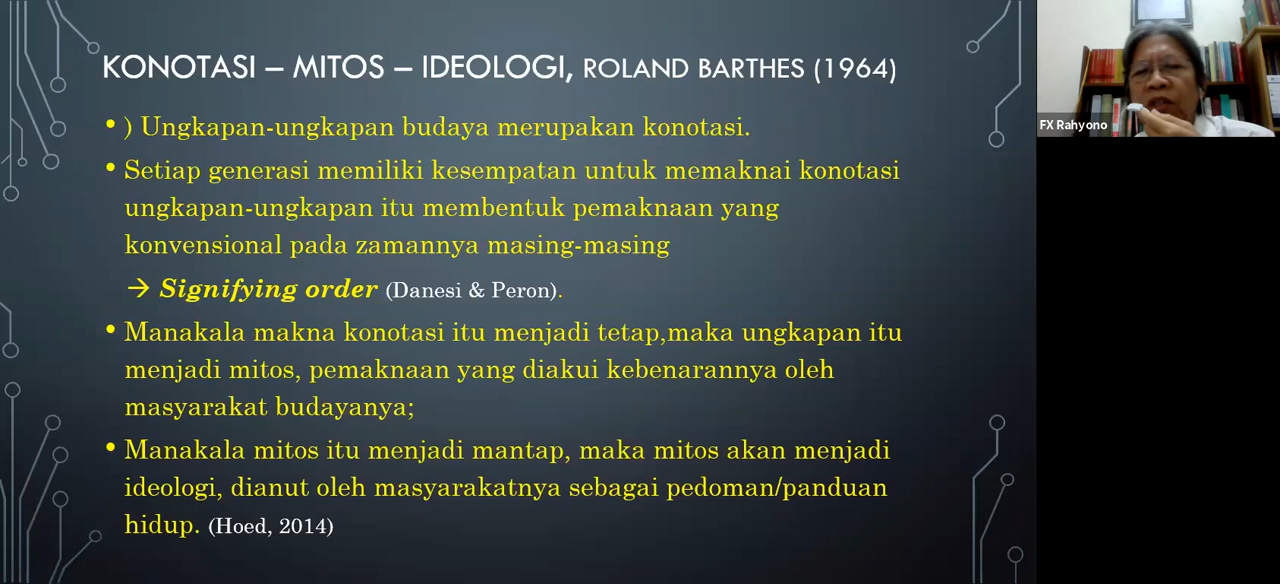 KONOTASI – MITOS – IDEOLOGI, ROLAND BARTHES (1964)
• ) Ungkapan-ungkapan budaya merupakan konotasi.
• Setiap generasi memiliki kesempatan untuk memaknai konotasi
ungkapan-ungkapan itu membentuk pemaknaan yang
konvensional pada zamannya masing-masing
→ Signifying order (Danesi & Peron).
• Manakala makna konotasi itu menjadi tetap,maka ungkapan itu
menjadi mitos, pemaknaan yang diakui kebenarannya oleh
masyarakat budayanya;
• Manakala mitos itu menjadi mantap, maka mitos akan menjadi
ideologi, dianut oleh masyarakatnya sebagai pedoman/panduan
hidup. (Hoed, 2014)
FX Rahyono